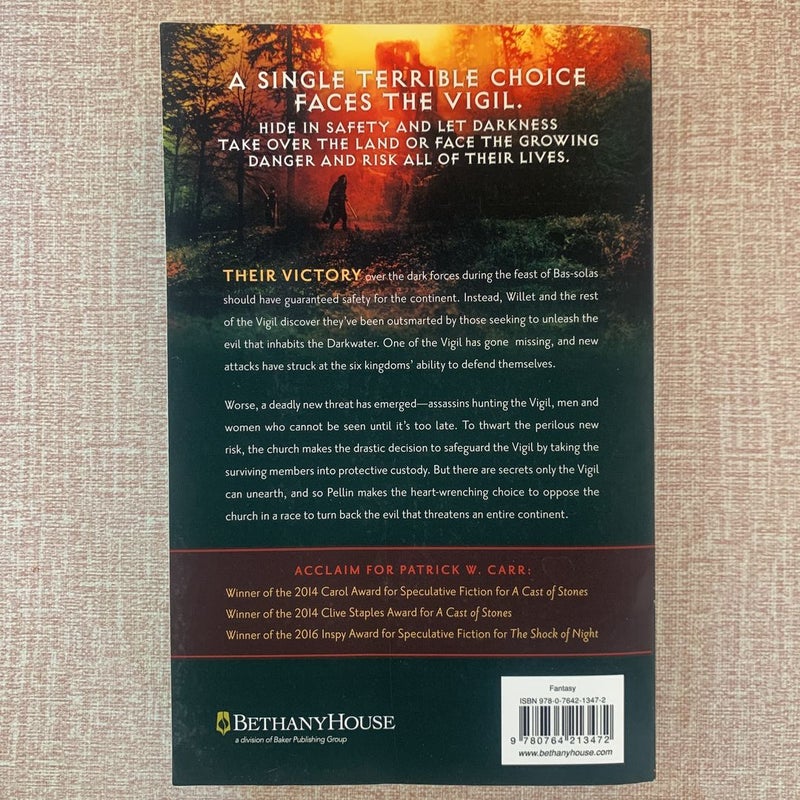 A SINGLE TERRIBLE CHOICE
FACES THE VIGIL.
HIDE IN SAFETY AND LET DARKNESS
TAKE OVER THE LAND OR FACE THE GROWING
DANGER AND RISK ALL OF THEIR LIVES.
THEIR VICTORY over the dark forces during the feast of Bas-solas
should have guaranteed safety for the continent. Instead, Willet and the rest
of the Vigil discover they've been outsmarted by those seeking to unleash the
evil that inhabits the Darkwater. One of the Vigil has gone missing, and new
attacks have struck at the six kingdoms' ability to defend themselves.
Worse, a deadly new threat has emerged—assassins hunting the Vigil, men and
women who cannot be seen until it's too late. To thwart the perilous new
risk, the church makes the drastic decision to safeguard the Vigil by taking the
surviving members into protective custody. But there are secrets only the Vigil
can unearth, and so Pellin makes the heart-wrenching choice to oppose the
church in a race to turn back the evil that threatens an entire continent.
ACCLAIM FOR PATRICK W. CARR:
Winner of the 2014 Carol Award for Speculative Fiction for A Cast of Stones
Winner of the 2014 Clive Staples Award for A Cast of Stones
Winner of the 2016 Inspy Award for Speculative Fiction for The Shock of Night
BETHANYHOUSE
a division of Baker Publishing Group
Fantasy
ISBN 978-0-7642-1347-2
9 780764 213472
www.bethanyhouse.com